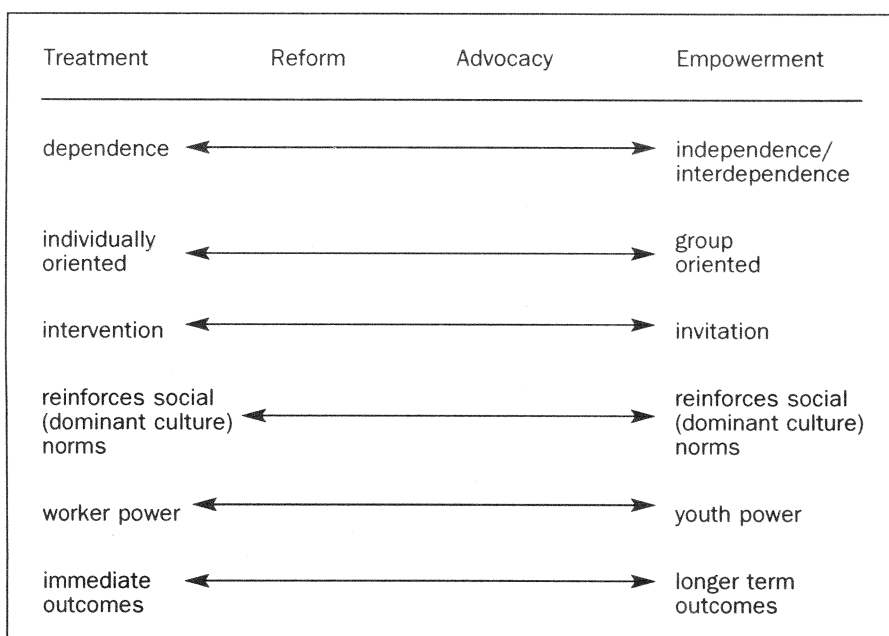 Treatment Reform Advocacy Empowerment
dependence independence/
interdependence
individually group
oriented oriented
intervention invitation
reinforces social reinforces social
(dominant culture) (dominant culture)
norms norms
worker power youth power
immediate longer term
outcomes outcomes